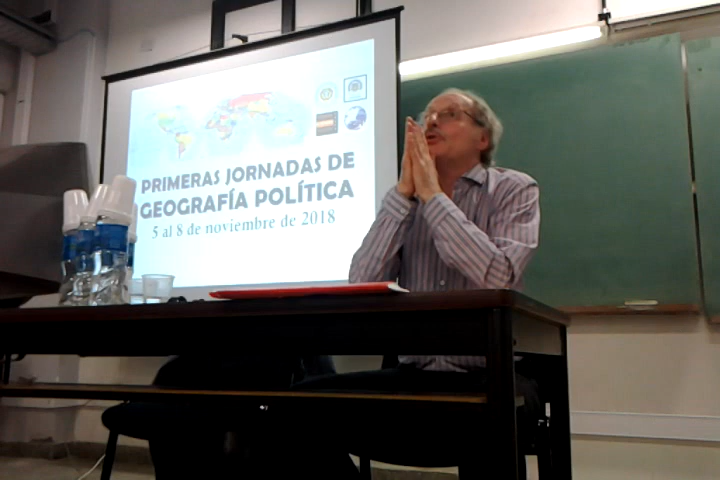 PRIMERAS JORNADAS DE
GEOGRAFÍA POLÍTICA
5 al 8 de noviembre de 2018